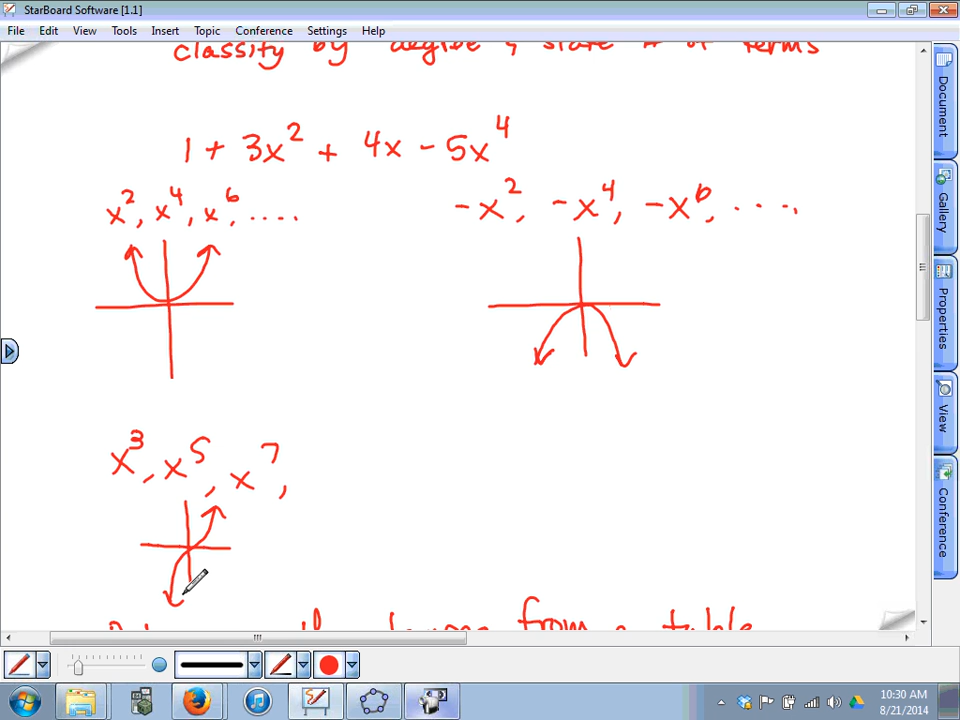 StarBoard Software [1.1]
File Edit View Tools Insert Topic Conference Settings Help
classify by degree & state # of terms
1 + 3x² + 4x - 5x⁴
x², x⁴, x⁶, ....
-x², -x⁴, -x⁶, ....
x³, x⁵, x⁷,
from a table
Document
Gallery
Properties
View
Conference
10:30 AM
8/21/2014